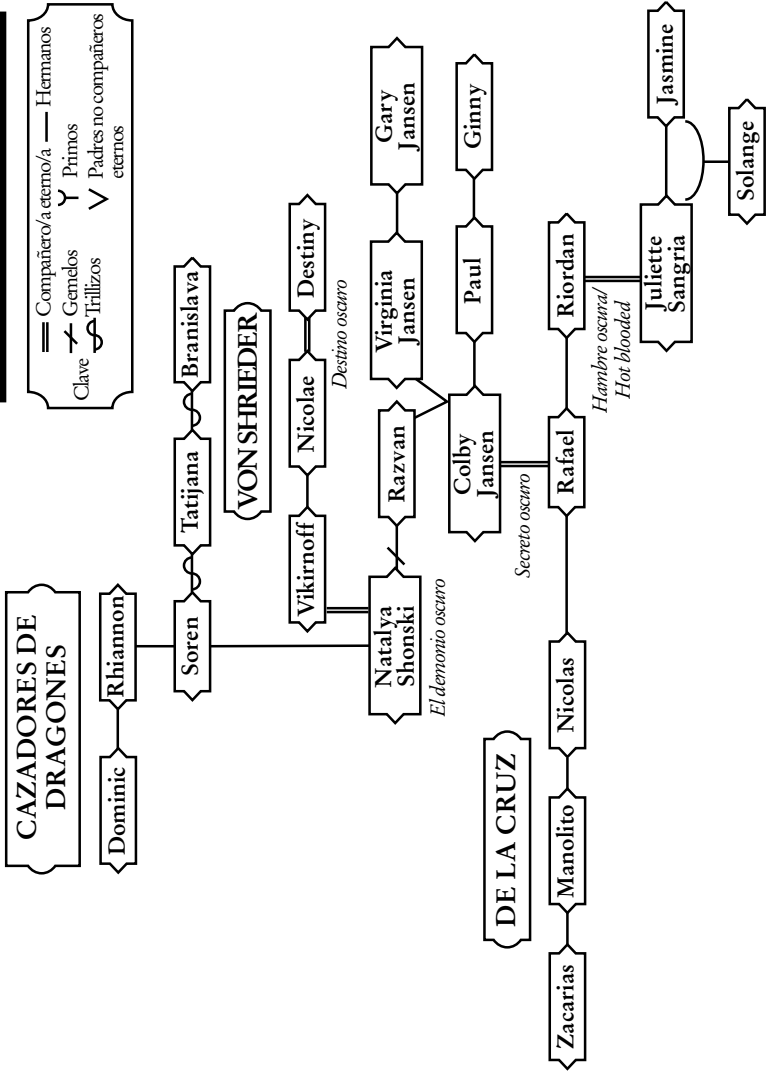 Clave
Compañero/a eterno/a
Hermanos
Gemelos
Primos
Trillizos
Padres no compañeros
eternos
CAZADORES DE
DRAGONES
Dominic
Rhiannon
Soren
Tatijana
Branislava
VON SHRIEDER
Vikirnoff
Nicolae
Destiny
Destino oscuro
Natalya
Shonski
Razvan
Virginia
Jansen
Gary
Jansen
El demonio oscuro
Colby
Jansen
Paul
Ginny
Secreto oscuro
DE LA CRUZ
Zacarias
Manolito
Nicolas
Rafael
Riordan
Hambre oscura/
Hot blooded
Juliette
Sangria
Jasmine
Solange